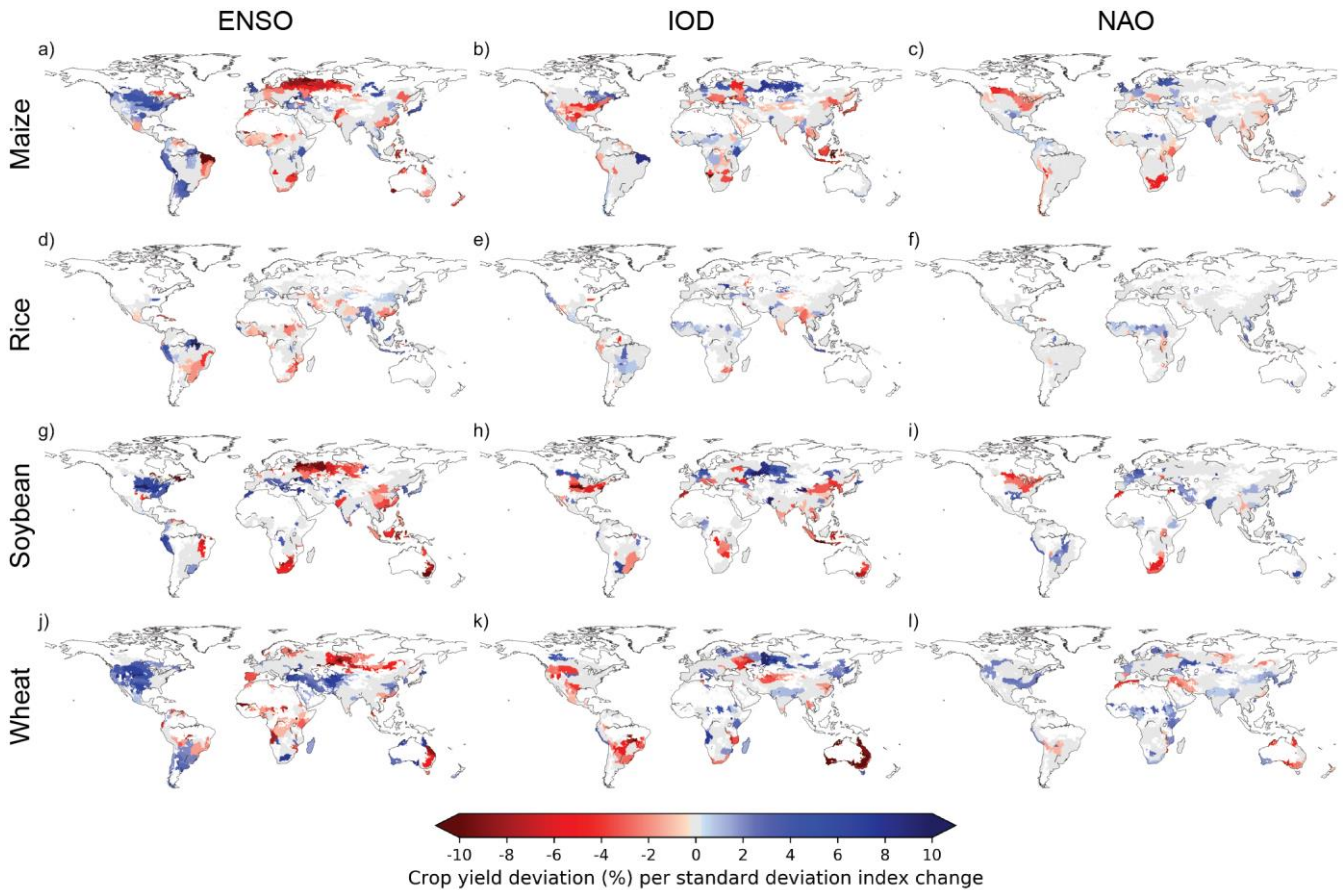 ENSO IOD NAO
a) b) c)
Maize
d) e) f)
Rice
g) h) i)
Soybean
j) k) l)
Wheat
-10 -8 -6 -4 -2 0 2 4 6 8 10
Crop yield deviation (%) per standard deviation index change